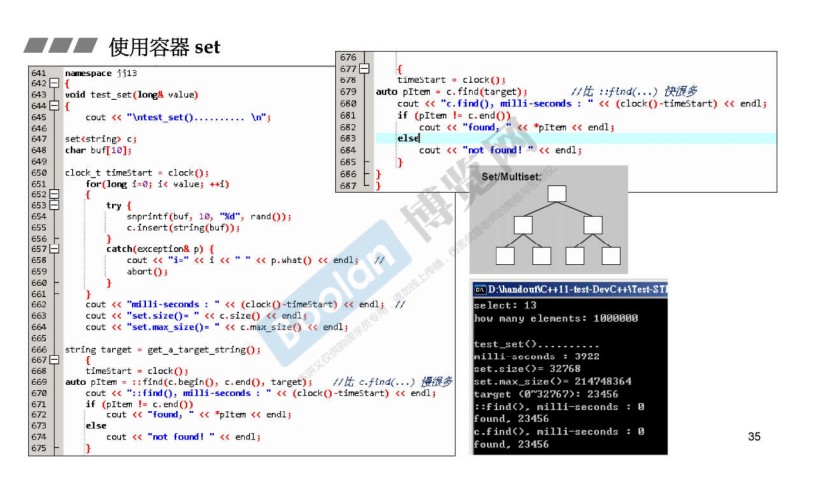 使用容器 set
641 namespace jj13
642 {
643 void test_set(long& value)
644 {
645 cout << "\ntest_set().......... \n";
646
647 set<string> c;
648 char buf[10];
649
650 clock_t timeStart = clock();
651 for(long i=0; i< value; ++i)
652 {
653 try {
654 snprintf(buf, 10, "%d", rand());
655 c.insert(string(buf));
656 }
657 catch(exception& p) {
658 cout << "i=" << i << " " << p.what() << endl; //
659 abort();
660 }
661 }
662 cout << "milli-seconds : " << (clock()-timeStart) << endl; //
663 cout << "set.size()= " << c.size() << endl;
664 cout << "set.max_size()= " << c.max_size() << endl;
665
666 string target = get_a_target_string();
667 {
668 timeStart = clock();
669 auto pItem = ::find(c.begin(), c.end(), target); //比 c.find(...) 慢很多
670 cout << "::find(), milli-seconds : " << (clock()-timeStart) << endl;
671 if (pItem != c.end())
672 cout << "found, " << *pItem << endl;
673 else
674 cout << "not found! " << endl;
675 }
676
677 {
678 timeStart = clock();
679 auto pItem = c.find(target); //比 ::find(...) 快很多
680 cout << "c.find(), milli-seconds : " << (clock()-timeStart) << endl;
681 if (pItem != c.end())
682 cout << "found, " << *pItem << endl;
683 else
684 cout << "not found! " << endl;
685 }
686 }
687 }
Set/Multiset:
D:\handout\C++11-test-DevC++\Test-STL
select: 13
how many elements: 1000000
test_set()..........
milli-seconds : 3922
set.size()= 32768
set.max_size()= 214748364
target (0~32767): 23456
::find(), milli-seconds : 0
found, 23456
c.find(), milli-seconds : 0
found, 23456
Boolan 博览网
35